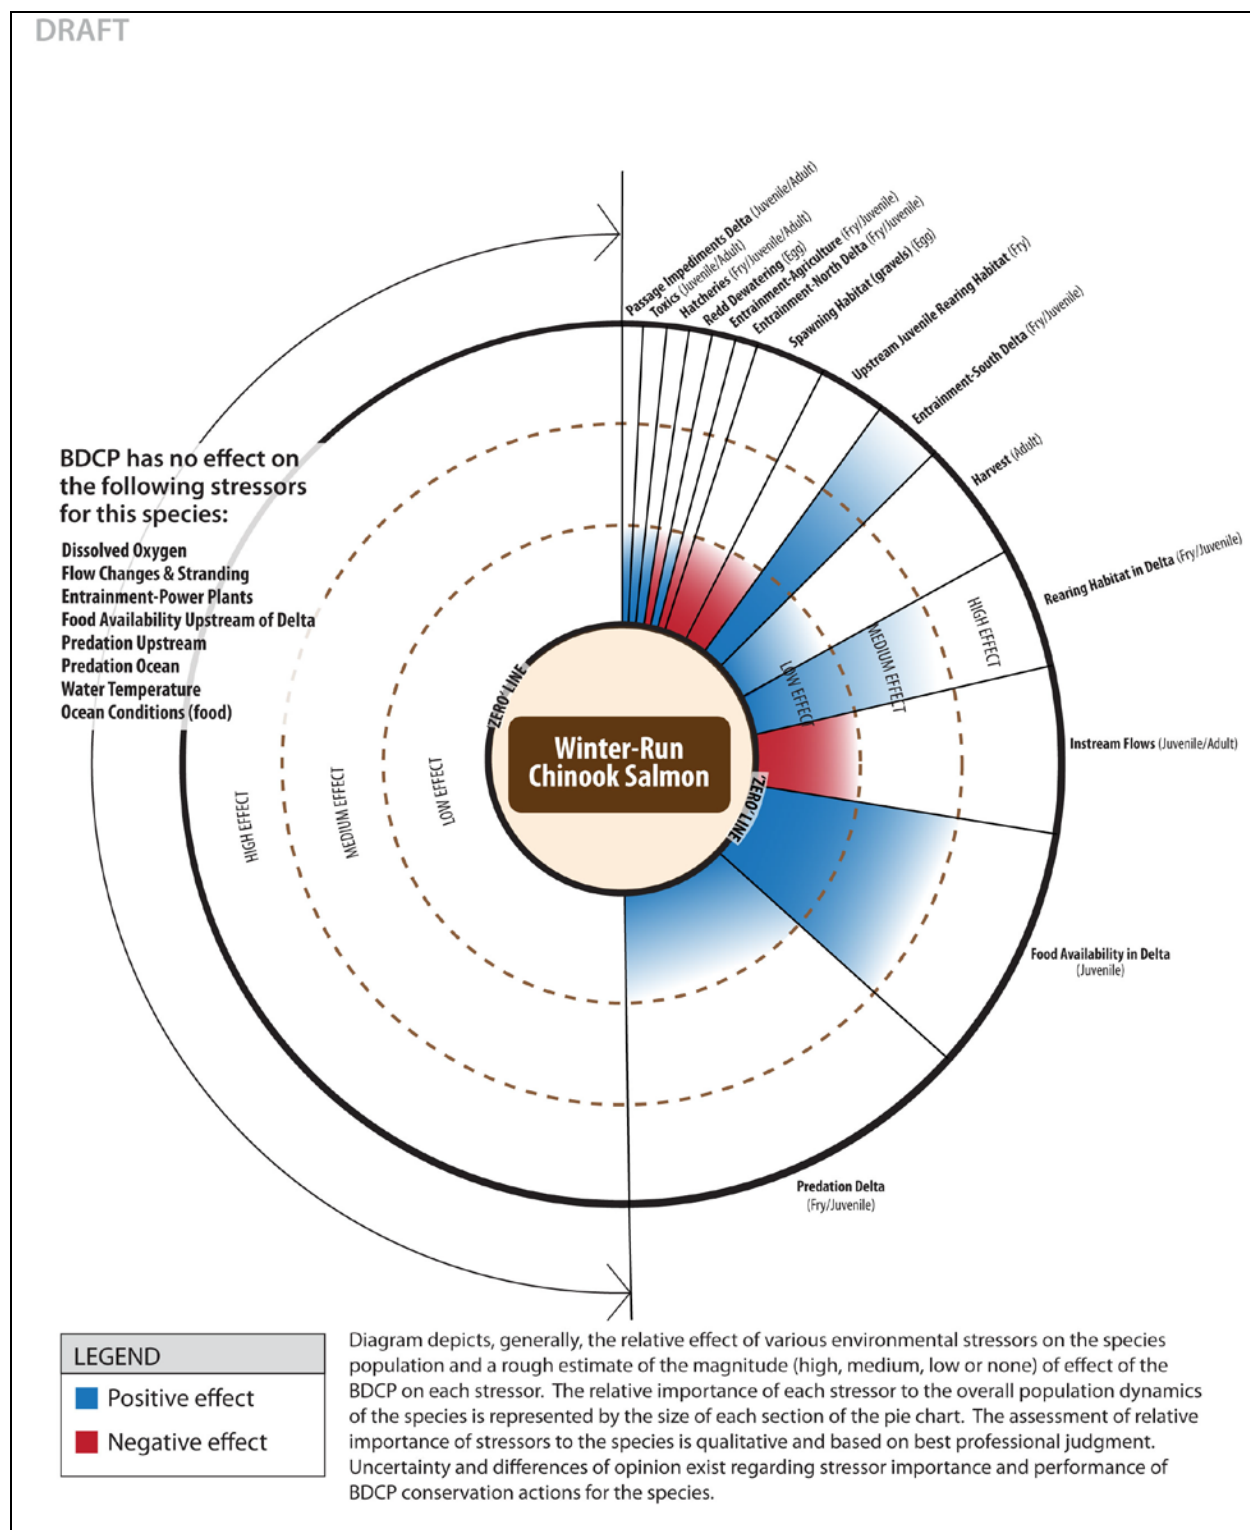 DRAFT
Passage Impediments Delta (Juvenile/Adult)
Toxics (Juvenile/Adult)
Hatcheries (Fry/Juvenile/Adult)
Redd Dewatering (Egg)
Entrainment-Agriculture (Fry/Juvenile)
Entrainment-North Delta (Fry/Juvenile)
Spawning Habitat (gravels) (Egg)
Upstream Juvenile Rearing Habitat (Fry)
Entrainment-South Delta (Fry/Juvenile)
Harvest (Adult)
Rearing Habitat in Delta (Fry/Juvenile)
Instream Flows (Juvenile/Adult)
Food Availability in Delta
(Juvenile)
Predation Delta
(Fry/Juvenile)
BDCP has no effect on
the following stressors
for this species:
Dissolved Oxygen
Flow Changes & Stranding
Entrainment-Power Plants
Food Availability Upstream of Delta
Predation Upstream
Predation Ocean
Water Temperature
Ocean Conditions (food)
HIGH EFFECT
MEDIUM EFFECT
LOW EFFECT
'ZERO' LINE
Winter-Run
Chinook Salmon
'ZERO' LINE
LOW EFFECT
MEDIUM EFFECT
HIGH EFFECT
LEGEND
Positive effect
Negative effect
Diagram depicts, generally, the relative effect of various environmental stressors on the species
population and a rough estimate of the magnitude (high, medium, low or none) of effect of the
BDCP on each stressor. The relative importance of each stressor to the overall population dynamics
of the species is represented by the size of each section of the pie chart. The assessment of relative
importance of stressors to the species is qualitative and based on best professional judgment.
Uncertainty and differences of opinion exist regarding stressor importance and performance of
BDCP conservation actions for the species.